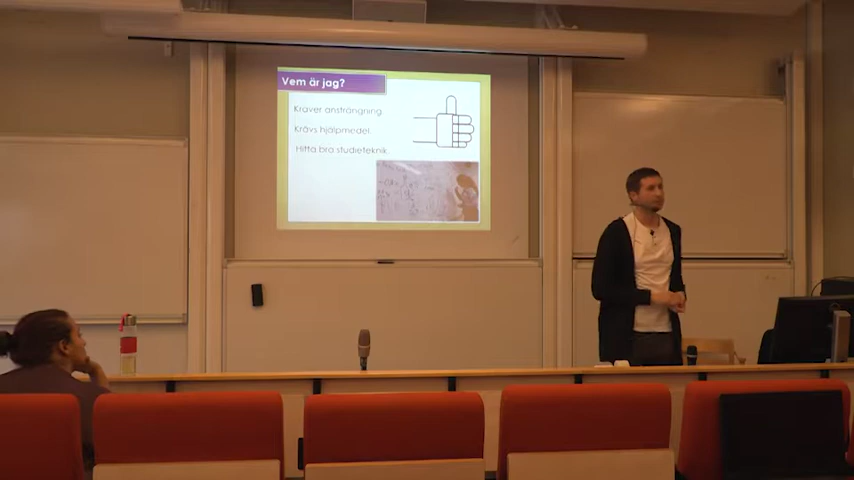 Vem är jag?
Kräver ansträngning.
Krävs hjälpmedel.
Hitta bra studieteknik.